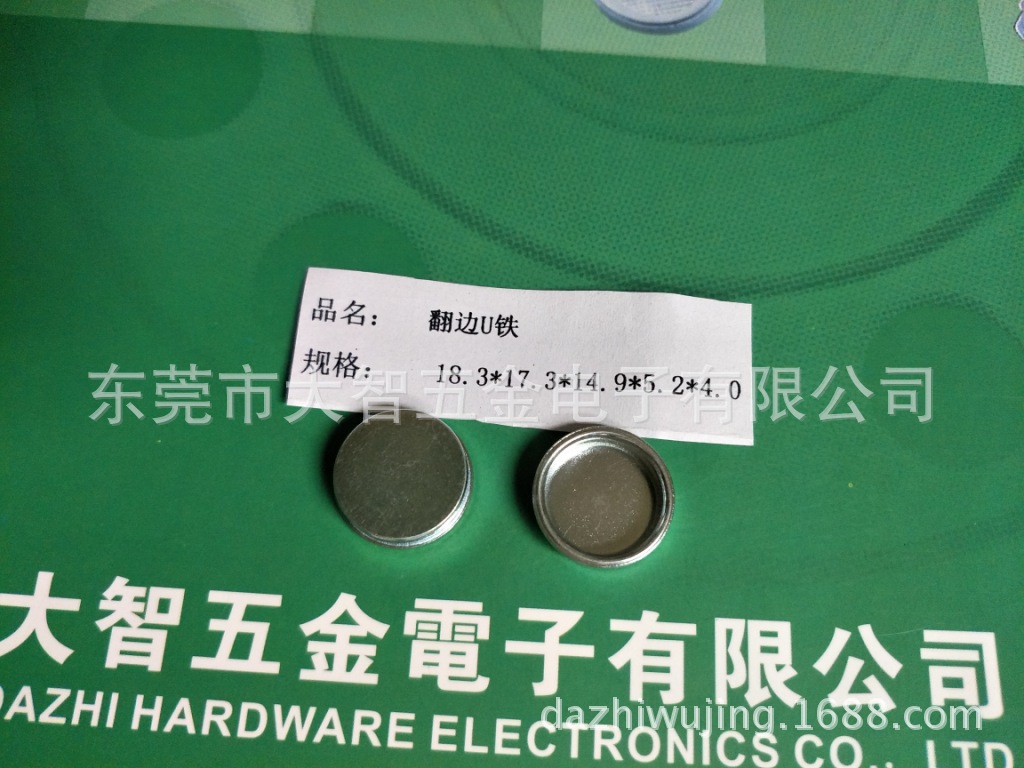 品名： 翻边U铁
规格： 18.3*17.3*14.9*5.2*4.0
东莞市大智五金电子有限公司
大智五金電子有限公司
DAZHI HARDWARE ELECTRONICS CO., LTD
dazhiwujing.1688.com